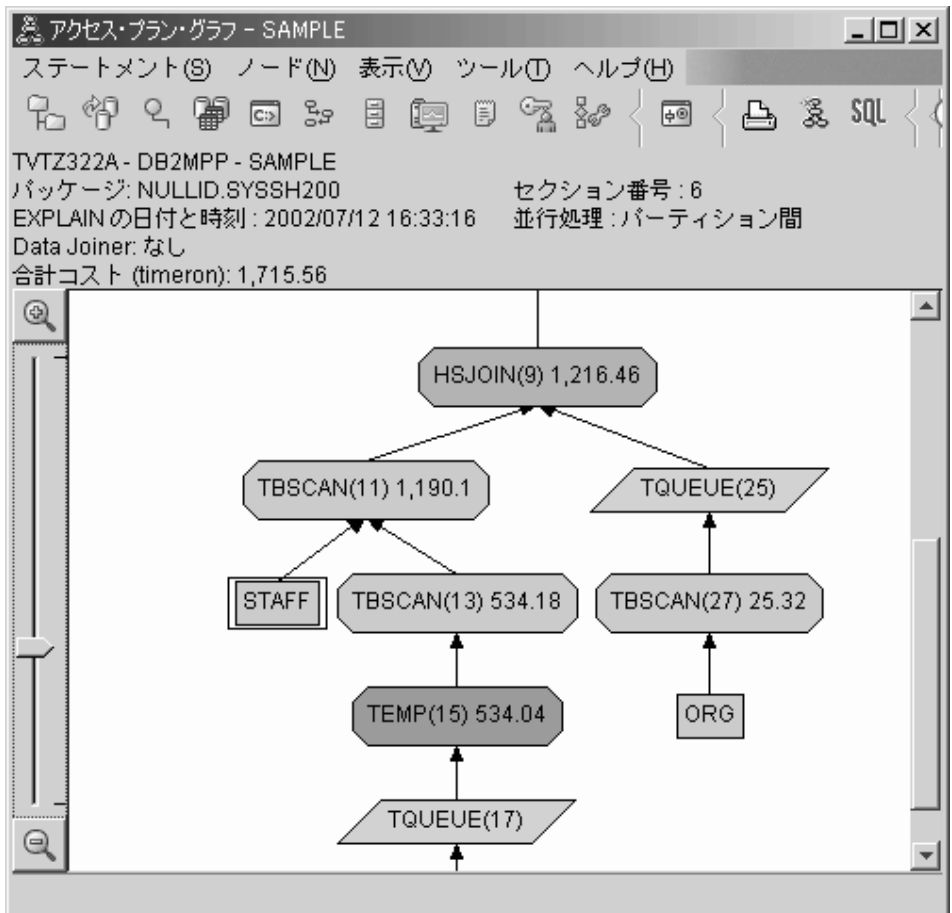 アクセス・プラン・グラフ – SAMPLE
ステートメント(S) ノード(N) 表示(V) ツール(T) ヘルプ(H)
C:>
SQL
TVTZ322A - DB2MPP - SAMPLE
パッケージ: NULLID.SYSSH200 セクション番号 : 6
EXPLAIN の日付と時刻 : 2002/07/12 16:33:16 並行処理 : パーティション間
Data Joiner: なし
合計コスト (timeron): 1,715.56
HSJOIN(9) 1,216.46
TBSCAN(11) 1,190.1 TQUEUE(25)
STAFF TBSCAN(13) 534.18 TBSCAN(27) 25.32
TEMP(15) 534.04 ORG
TQUEUE(17)